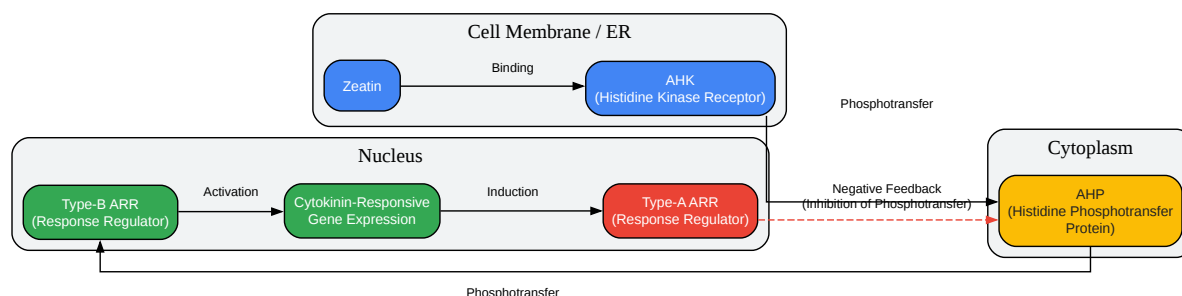 Cell Membrane / ER
Zeatin
Binding
AHK
(Histidine Kinase Receptor)
Phosphotransfer
Nucleus
Type-B ARR
(Response Regulator)
Activation
Cytokinin-Responsive
Gene Expression
Induction
Type-A ARR
(Response Regulator)
Negative Feedback
(Inhibition of Phosphotransfer)
Cytoplasm
AHP
(Histidine Phosphotransfer
Protein)
Phosphotransfer